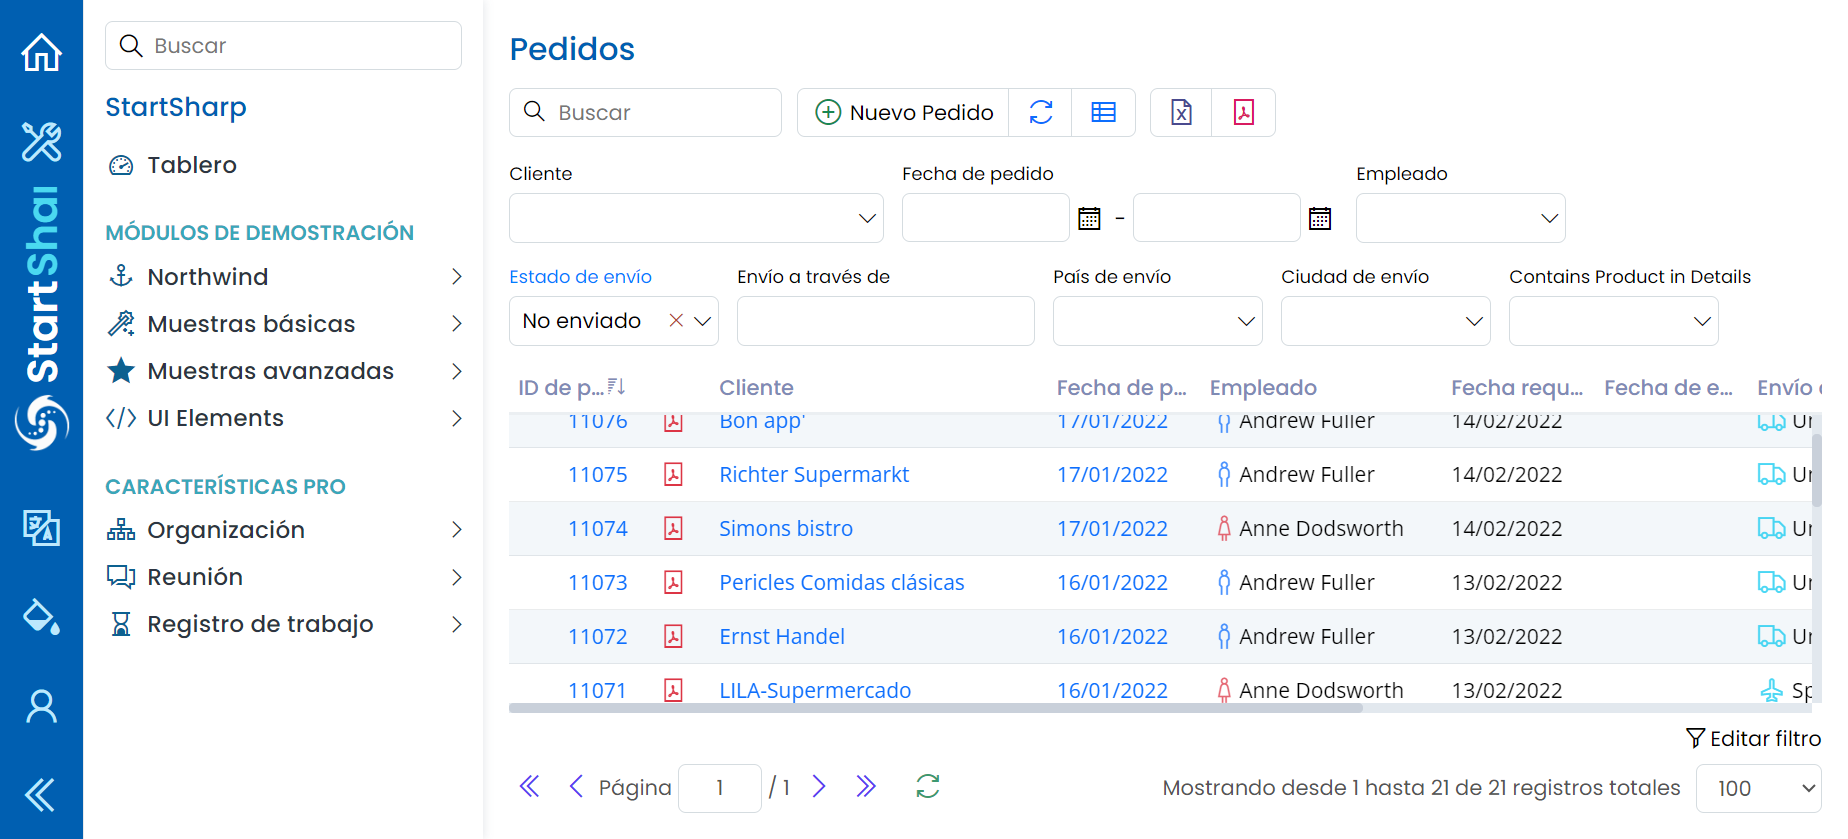 StartShar
Buscar
StartSharp
Tablero
MÓDULOS DE DEMOSTRACIÓN
Northwind
Muestras básicas
Muestras avanzadas
UI Elements
CARACTERÍSTICAS PRO
Organización
Reunión
Registro de trabajo
Pedidos
Buscar
Nuevo Pedido
Cliente
Fecha de pedido
-
Empleado
Estado de envío
Envío a través de
País de envío
Ciudad de envío
Contains Product in Details
No enviado
ID de p... Cliente Fecha de p... Empleado Fecha requ... Fecha de e... Envío
11076 Bon app' 17/01/2022 Andrew Fuller 14/02/2022
11075 Richter Supermarkt 17/01/2022 Andrew Fuller 14/02/2022
11074 Simons bistro 17/01/2022 Anne Dodsworth 14/02/2022
11073 Pericles Comidas clásicas 16/01/2022 Andrew Fuller 13/02/2022
11072 Ernst Handel 16/01/2022 Andrew Fuller 13/02/2022
11071 LILA-Supermercado 16/01/2022 Anne Dodsworth 13/02/2022 Sp
Editar filtro
Página 1 / 1
Mostrando desde 1 hasta 21 de 21 registros totales 100